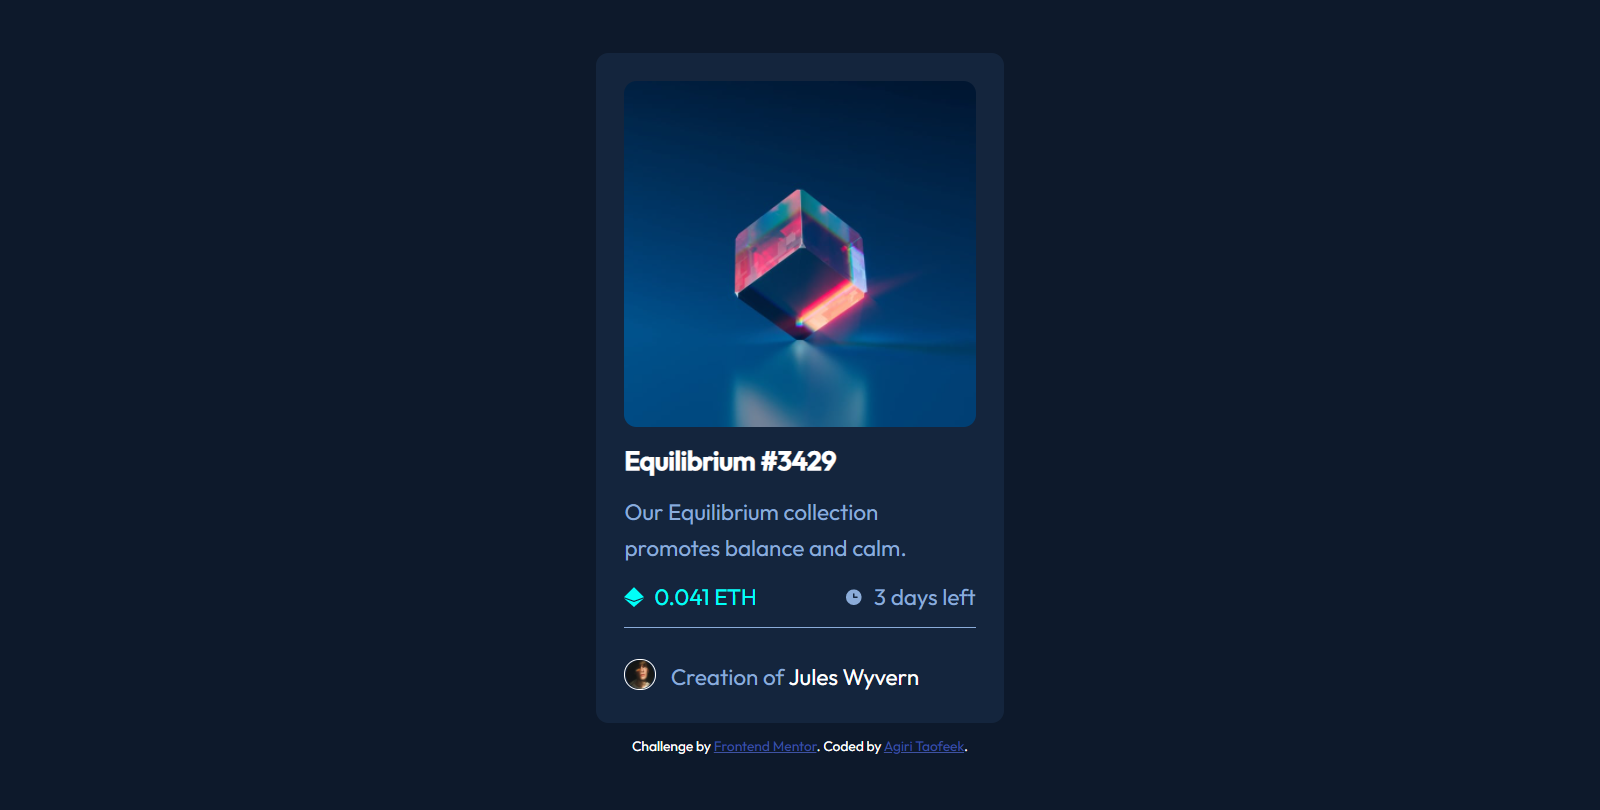 Equilibrium #3429
Our Equilibrium collection
promotes balance and calm.
0.041 ETH
3 days left
Creation of Jules Wyvern
Challenge by Frontend Mentor. Coded by Agiri Taofeek.